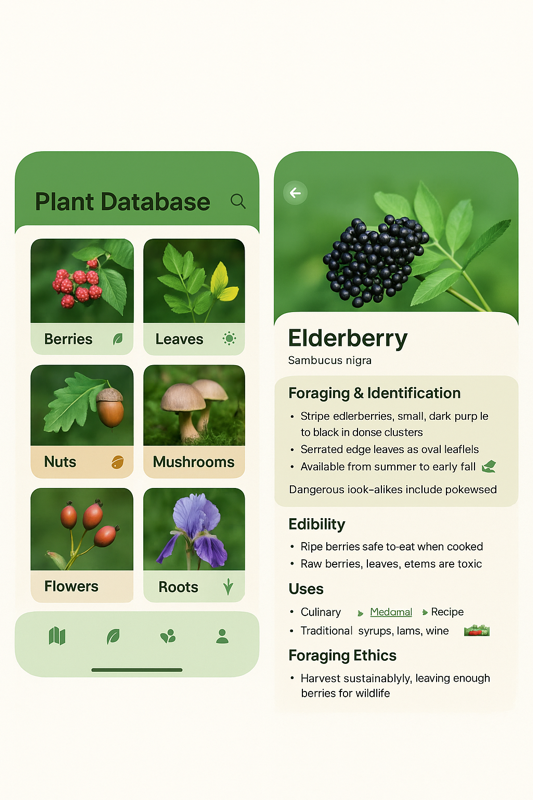 Plant Database
Berries
Leaves
Nuts
Mushrooms
Flowers
Roots
Elderberry
Sambucus nigra
Foraging & Identification
• Stripe edlerberries, small, dark purp le
to black in donse clusters
• Serrated edge leaves as oval leaflels
• Available from summer to early fall
Dangerous iook-alikes include pokewsed
Edibility
• Ripe berries safe to-eat when cooked
• Raw berries, leaves, etems are toxic
Uses
• Culinary Medomal Recipe
• Traditional syrups, lams, wine
Foraging Ethics
• Harvest sustainablyly, leaving enough
berries for wildlife